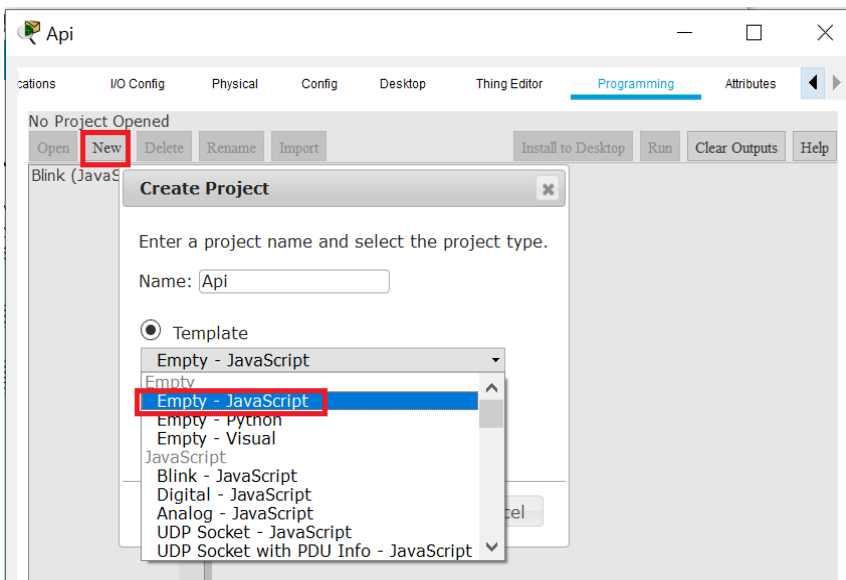 Api
I/O Config Physical Config Desktop Thing Editor Programming Attributes
No Project Opened
Open New Delete Rename Import Install to Desktop Run Clear Outputs Help
Blink (JavaS
Create Project
Enter a project name and select the project type.
Name: Api
Template
Empty - JavaScript
Empty
Empty - JavaScript
Empty - Python
Empty - Visual
JavaScript
Blink - JavaScript
Digital - JavaScript
Analog - JavaScript
UDP Socket - JavaScript
UDP Socket with PDU Info - JavaScript